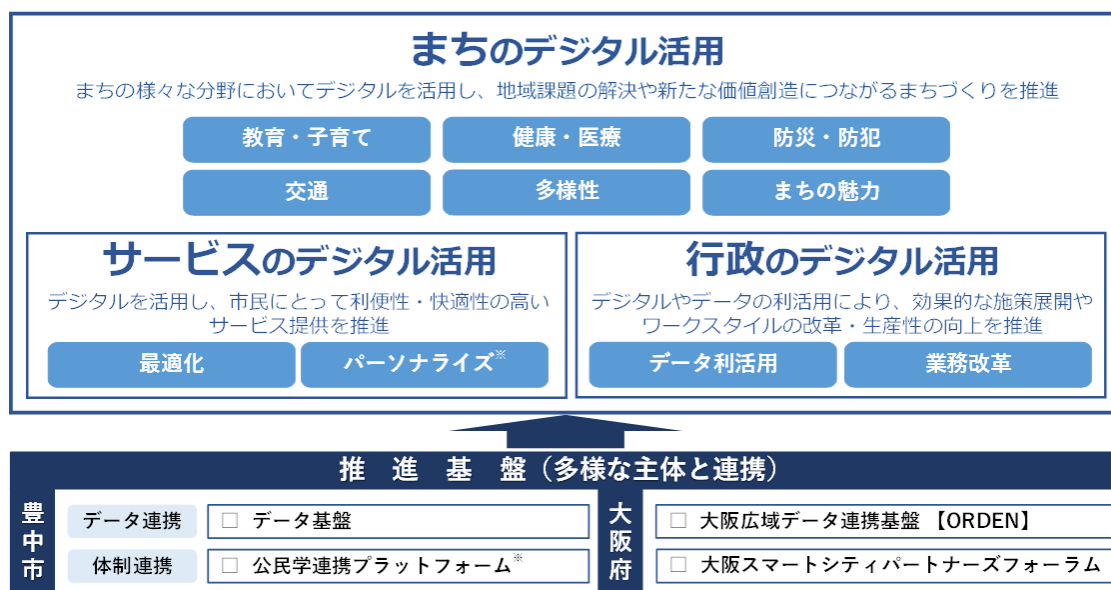 まちのデジタル活用
まちの様々な分野においてデジタルを活用し、地域課題の解決や新たな価値創造につながるまちづくりを推進
教育・子育て
健康・医療
防災・防犯
交通
多様性
まちの魅力
サービスのデジタル活用
デジタルを活用し、市民にとって利便性・快適性の高い
サービス提供を推進
最適化
パーソナライズ※
行政のデジタル活用
デジタルやデータの利活用により、効果的な施策展開や
ワークスタイルの改革・生産性の向上を推進
データ利活用
業務改革
推 進 基 盤（多様な主体と連携）
豊中市
データ連携
□ データ基盤
体制連携
□ 公民学連携プラットフォーム※
大阪府
□ 大阪広域データ連携基盤 【ORDEN】
□ 大阪スマートシティパートナーズフォーラム